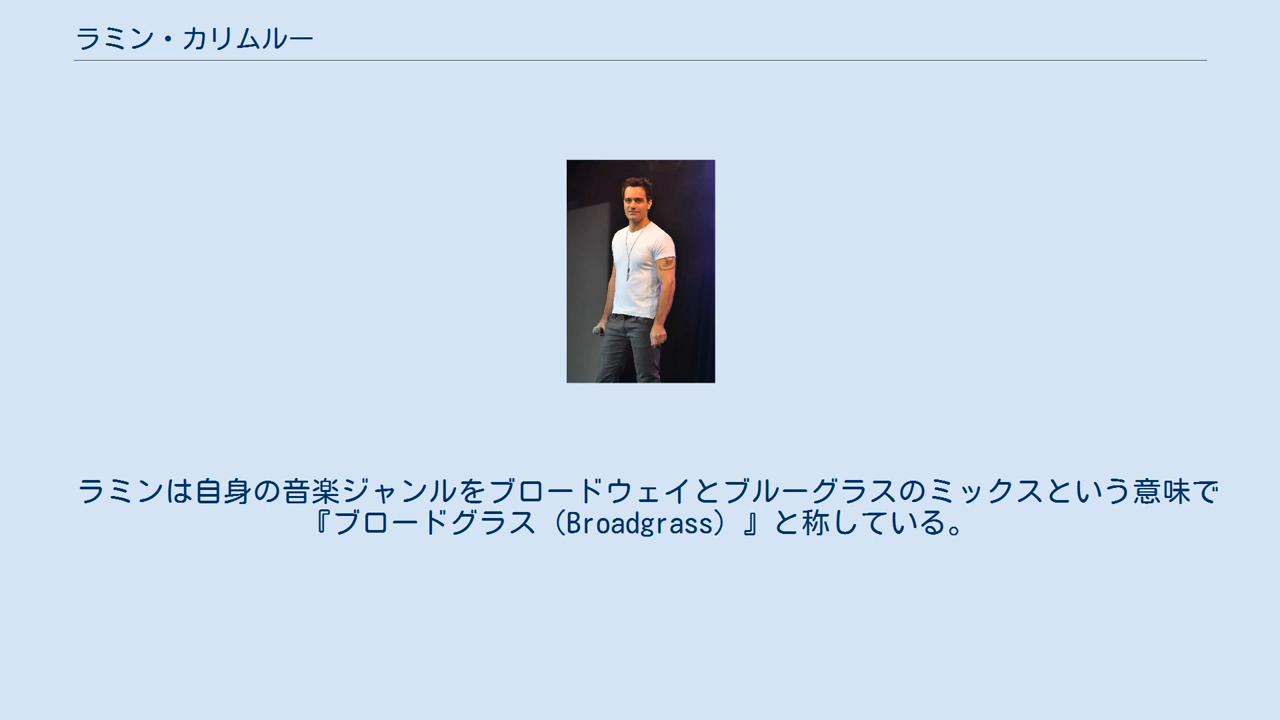 ラミン・カリムルー
ラミンは自身の音楽ジャンルをブロードウェイとブルーグラスのミックスという意味で
『ブロードグラス（Broadgrass）』と称している。